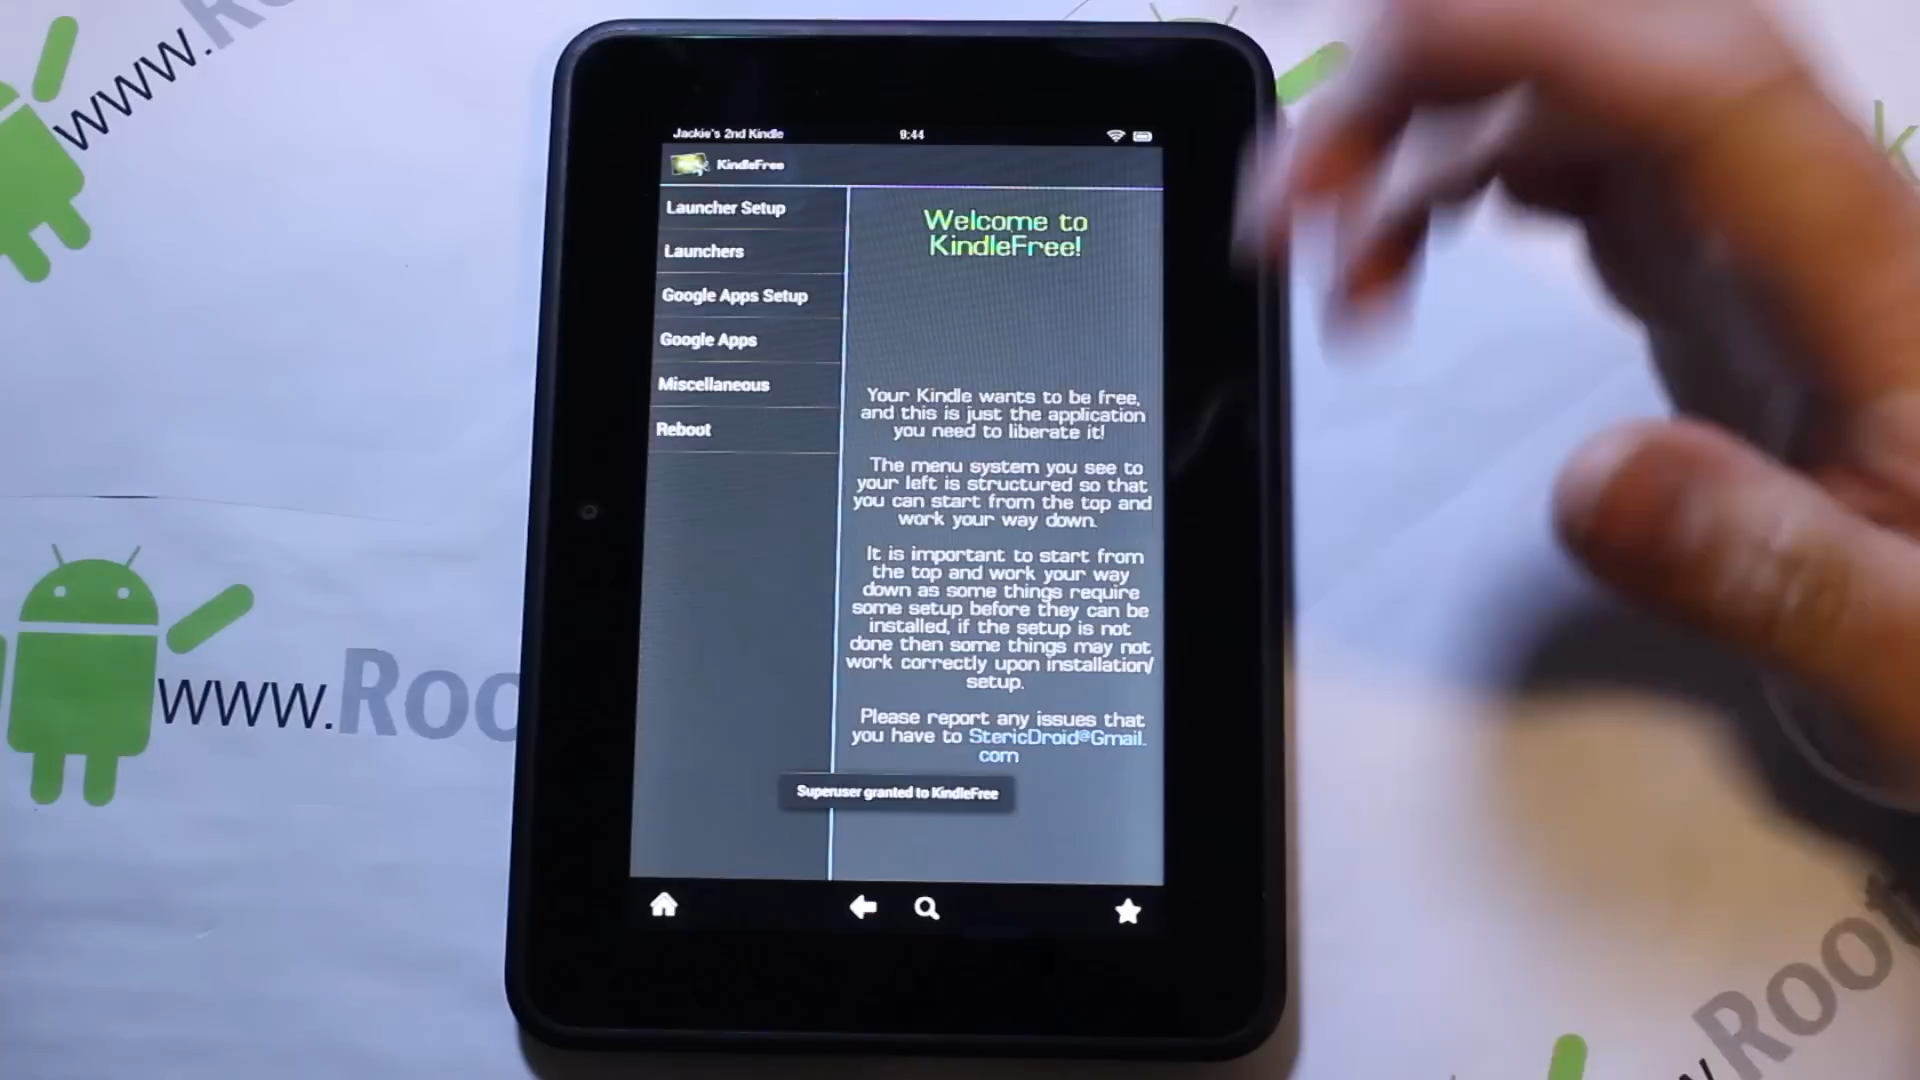 www.Ro
Jackie's 2nd Kindle
9:44
KindleFree
Launcher Setup
Launchers
Google Apps Setup
Google Apps
Miscellaneous
Reboot
Welcome to
KindleFree!
Your Kindle wants to be free,
and this is just the application
you need to liberate it!
The menu system you see to
your left is structured so that
you can start from the top and
work your way down.
It is important to start from
the top and work your way
down as some things require
some setup before they can be
installed, if the setup is not
done then some things may not
work correctly upon installation/
setup.
Please report any issues that
you have to StericDroid@Gmail.
com
Superuser granted to KindleFree
www.Roo
.Root